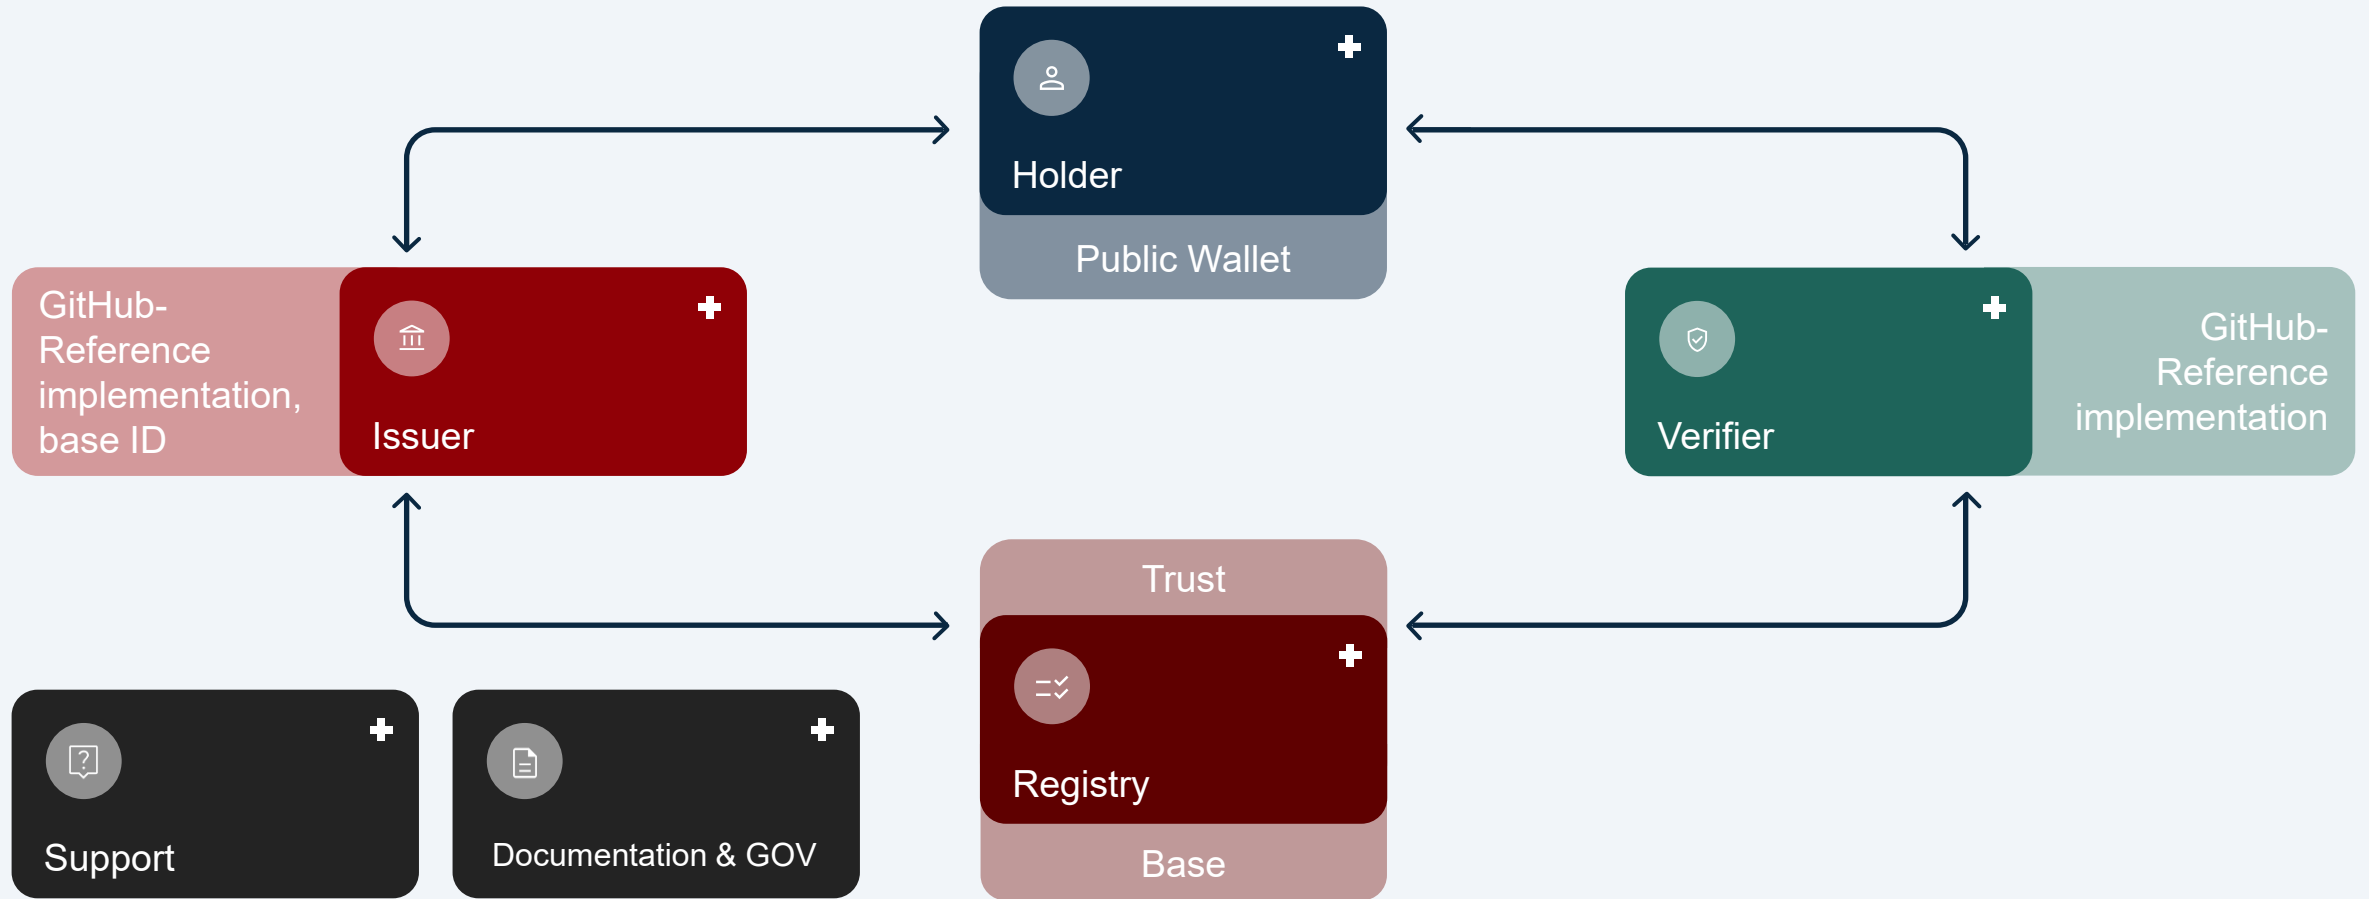 Holder
Public Wallet
GitHub-
Reference
implementation,
base ID
Issuer
Verifier
GitHub-
Reference
implementation
Trust
Registry
Base
Support
Documentation & GOV